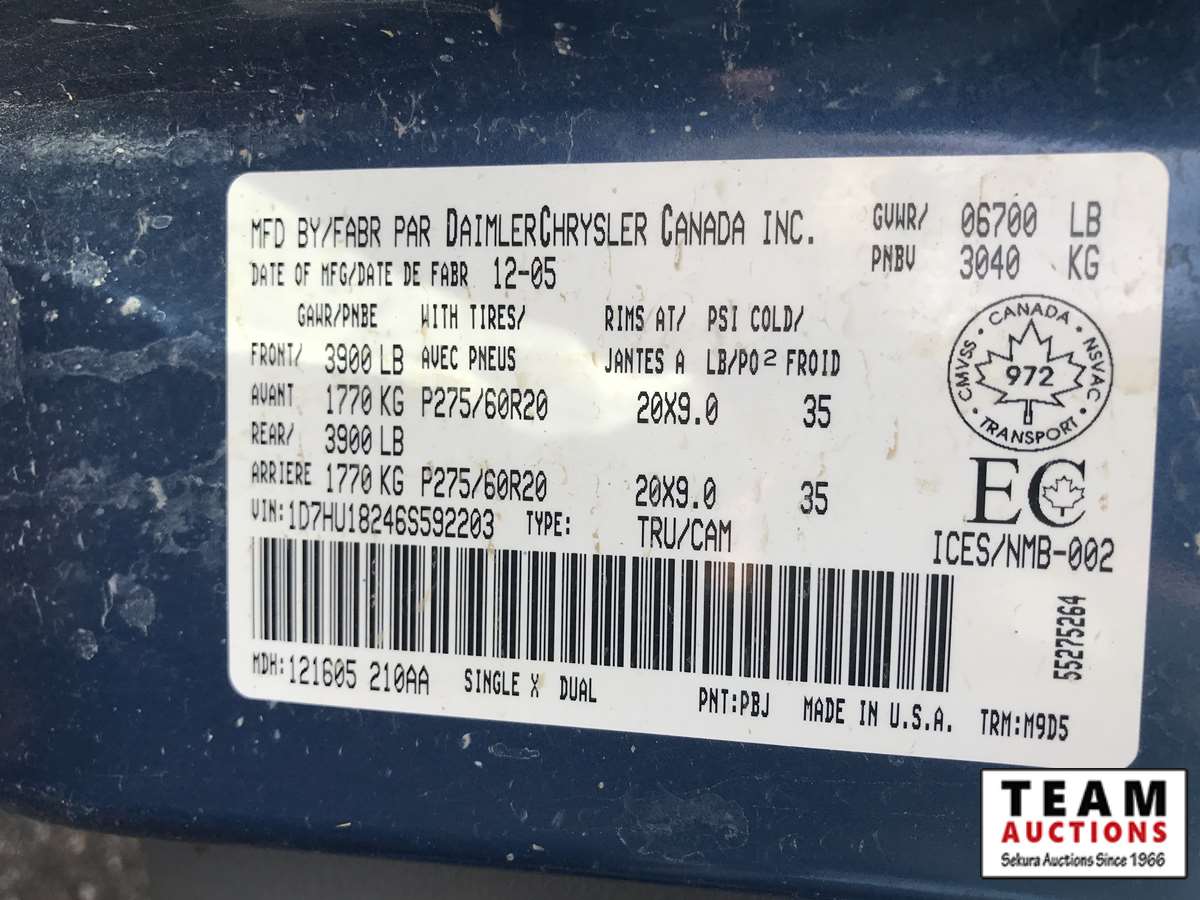 MFD BY/FABR PAR DAIMLERCHRYSLER CANADA INC. GVWR/ 06700 LB
DATE OF MFG/DATE DE FABR 12-05 PNBV 3040 KG
GAWR/PNBE WITH TIRES/ RIMS AT/ PSI COLD/
FRONT/ 3900 LB AVEC PNEUS JANTES A LB/PO2 FROID
AVANT 1770 KG P275/60R20 20X9.0 35
REAR/ 3900 LB
ARRIERE 1770 KG P275/60R20 20X9.0 35
VIN: 1D7HU18246S592203 TYPE: TRU/CAM
CANADA
CMVSS 972 NSVAC
TRANSPORT
EC
ICES/NMB-002
55275264
MDH: 121605 210AA SINGLE X DUAL PNT:PBJ MADE IN U.S.A. TRM:M9D5
TEAM
AUCTIONS
Sekura Auctions Since 1966